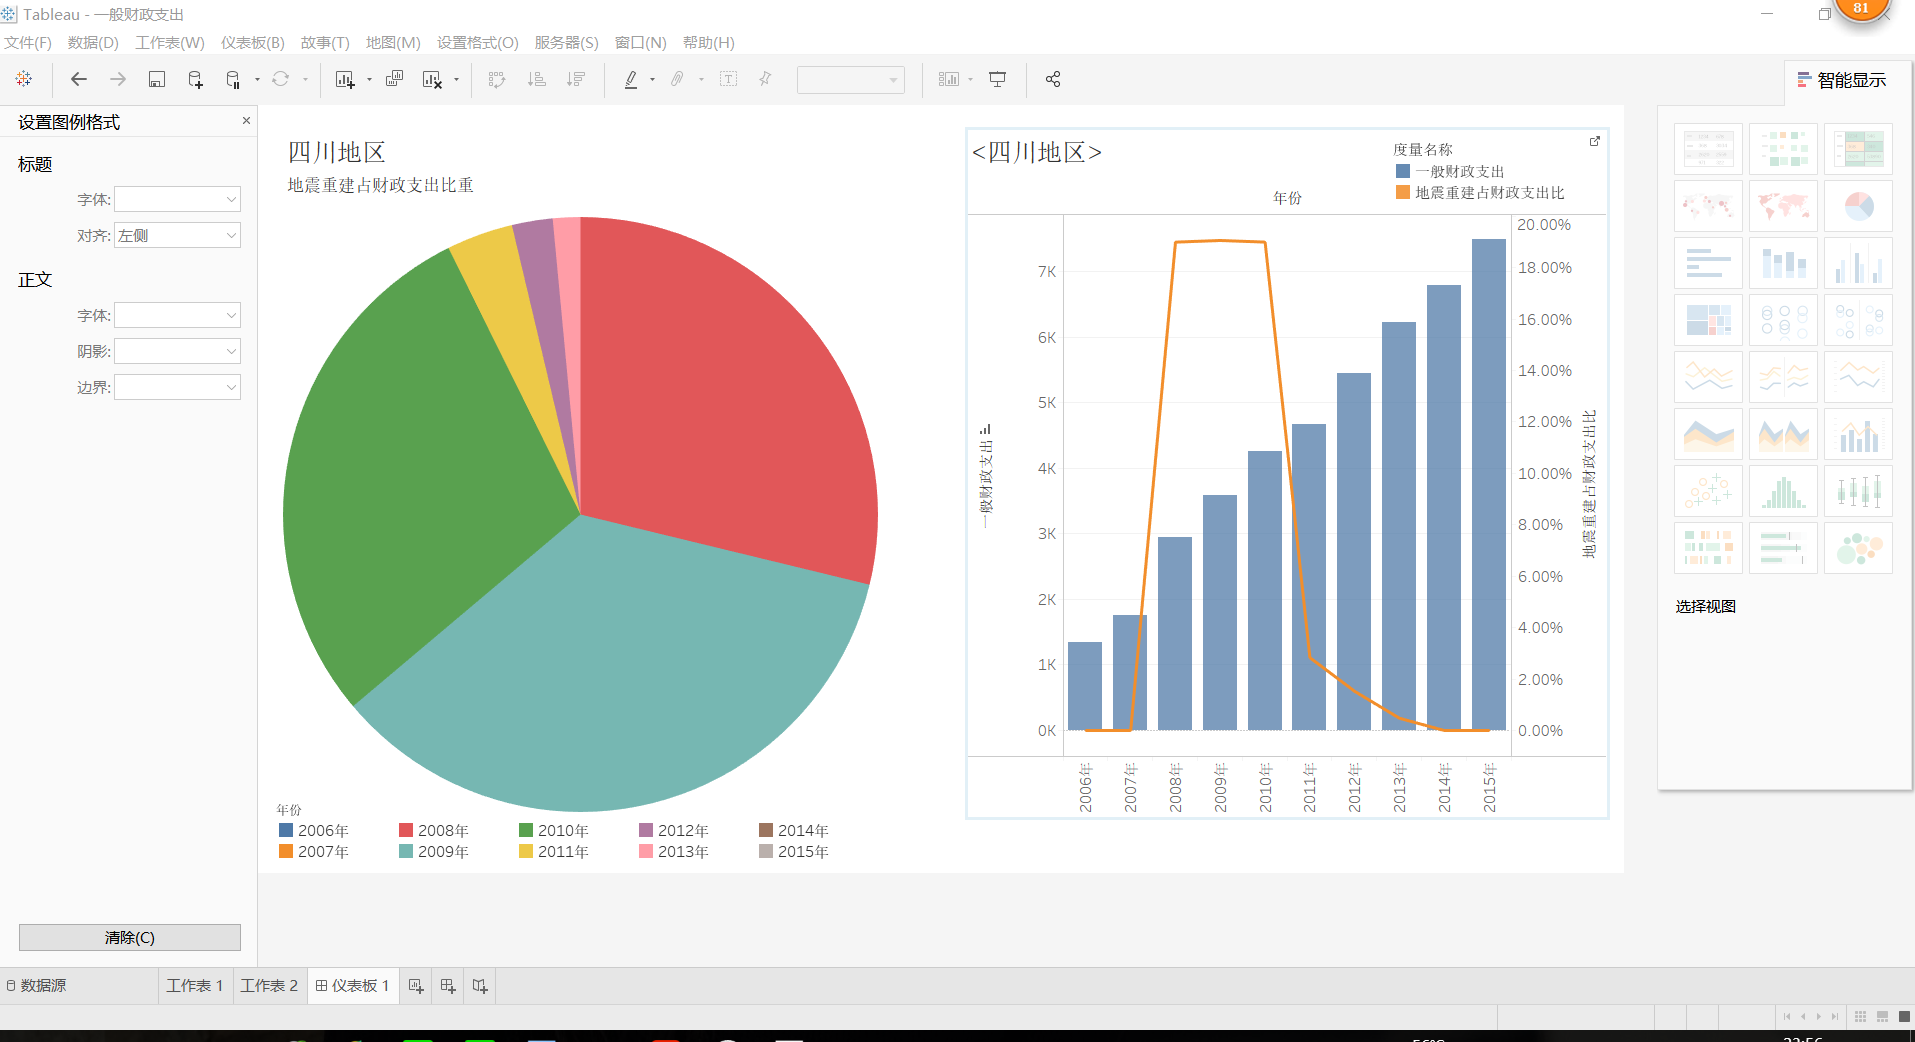 Tableau - 一般财政支出
81
文件(F) 数据(D) 工作表(W) 仪表板(B) 故事(T) 地图(M) 设置格式(O) 服务器(S) 窗口(N) 帮助(H)
智能显示
设置图例格式
标题
字体:
对齐: 左侧
正文
字体:
阴影:
边界:
清除(C)
四川地区
地震重建占财政支出比重
年份
2006年 2008年 2010年 2012年 2014年
2007年 2009年 2011年 2013年 2015年
<四川地区>
度量名称
一般财政支出
地震重建占财政支出比
年份
一般财政支出
7K
6K
5K
4K
3K
2K
1K
0K
20.00%
18.00%
16.00%
14.00%
12.00%
10.00%
8.00%
6.00%
4.00%
2.00%
0.00%
地震重建占财政支出比
2006年 2007年 2008年 2009年 2010年 2011年 2012年 2013年 2014年 2015年
选择视图
数据源 工作表 1 工作表 2 仪表板 1